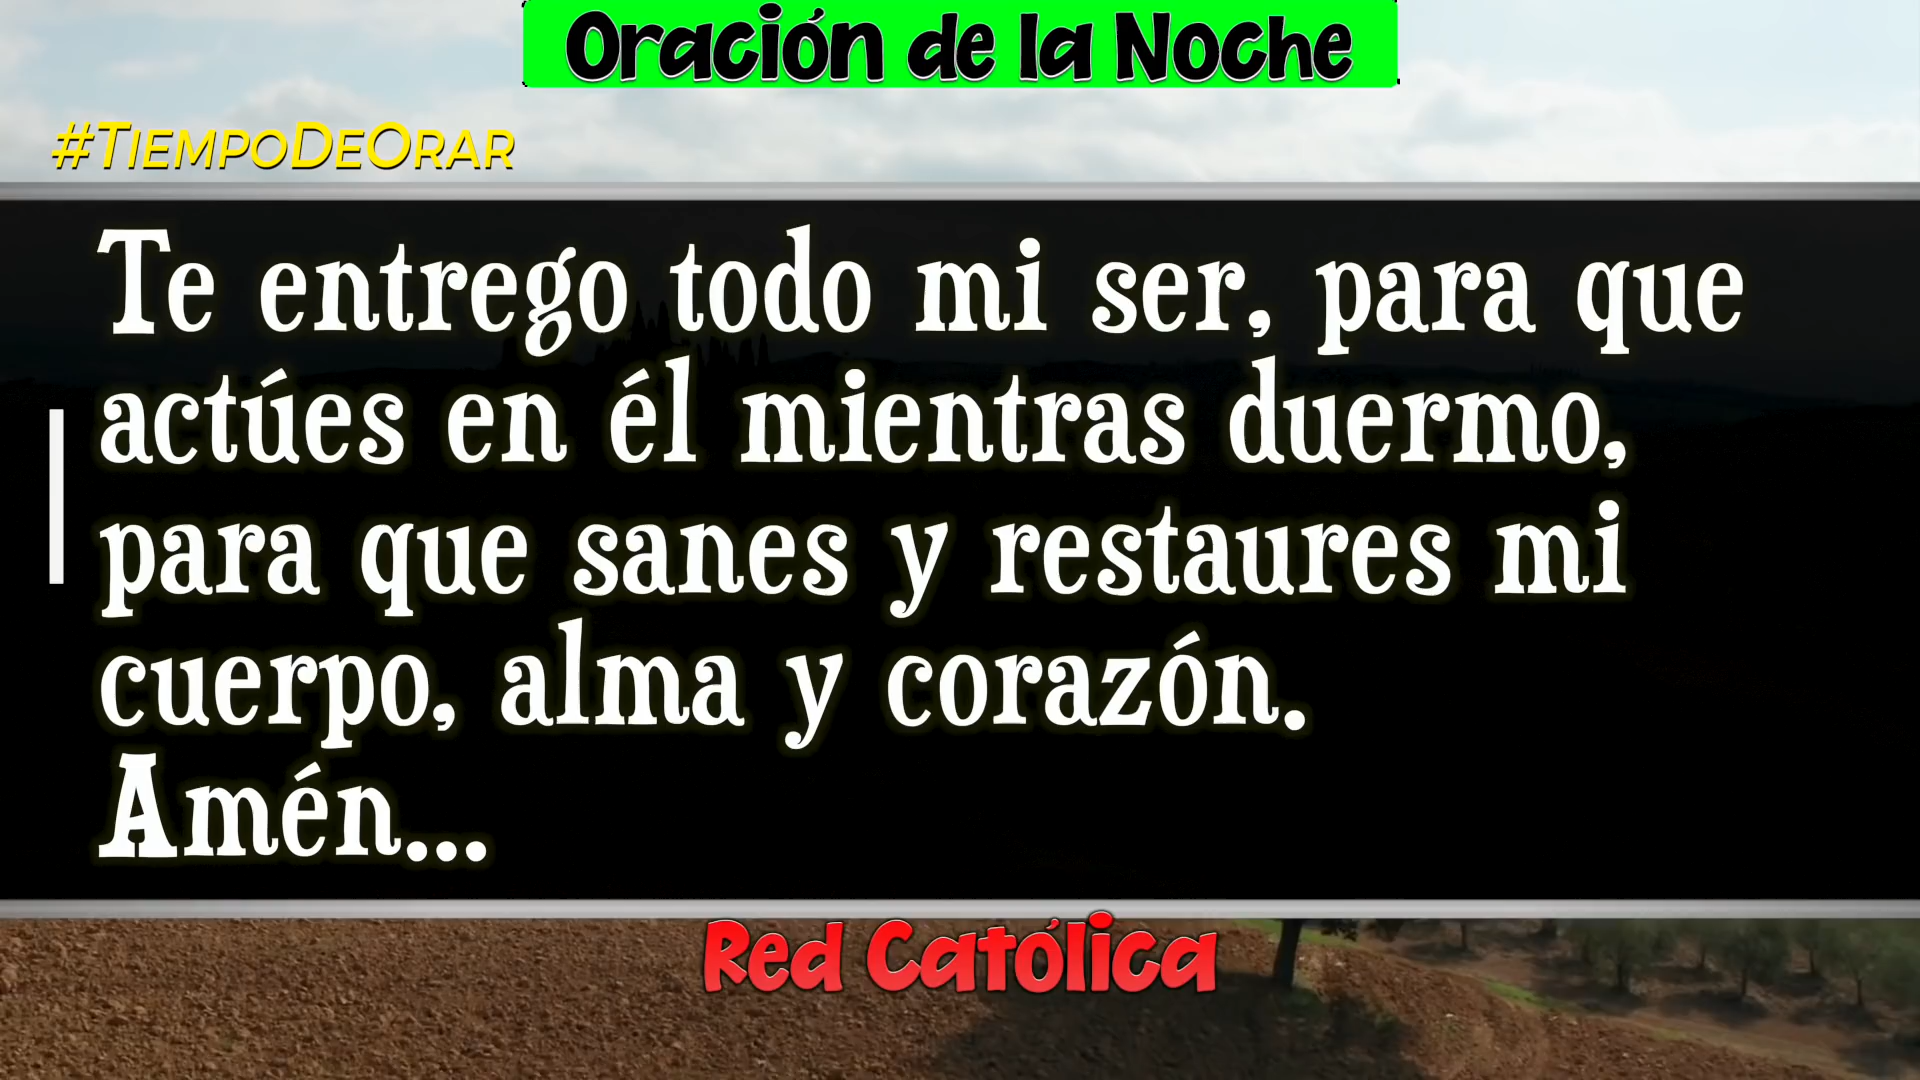 Oración de la Noche
#TiempoDeOrar
Te entrego todo mi ser, para que
actúes en él mientras duermo,
para que sanes y restaures mi
cuerpo, alma y corazón.
Amén...
Red Católica